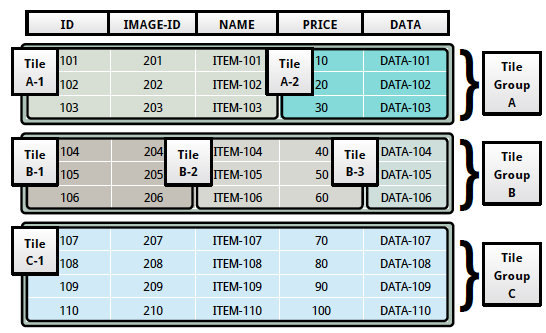 ID IMAGE-ID NAME PRICE DATA
Tile A-1
Tile A-2
101 201 ITEM-101 10 DATA-101
102 202 ITEM-102 20 DATA-102
103 203 ITEM-103 30 DATA-103
Tile Group A
Tile B-1
Tile B-2
Tile B-3
104 204 ITEM-104 40 DATA-104
105 205 ITEM-105 50 DATA-105
106 206 ITEM-106 60 DATA-106
Tile Group B
Tile C-1
107 207 ITEM-107 70 DATA-107
108 208 ITEM-108 80 DATA-108
109 209 ITEM-109 90 DATA-109
110 210 ITEM-110 100 DATA-110
Tile Group C